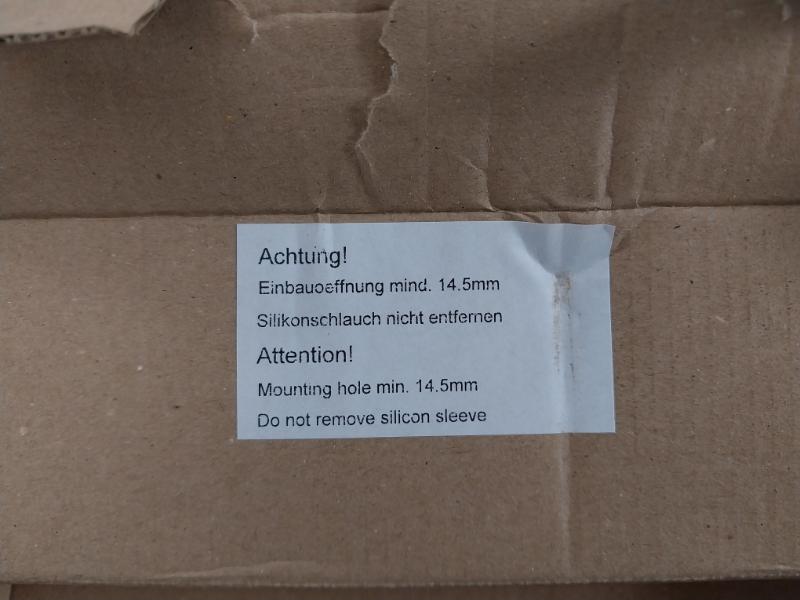 Achtung!
Einbauoeffnung mind. 14.5mm
Silikonschlauch nicht entfernen
Attention!
Mounting hole min. 14.5mm
Do not remove silicon sleeve